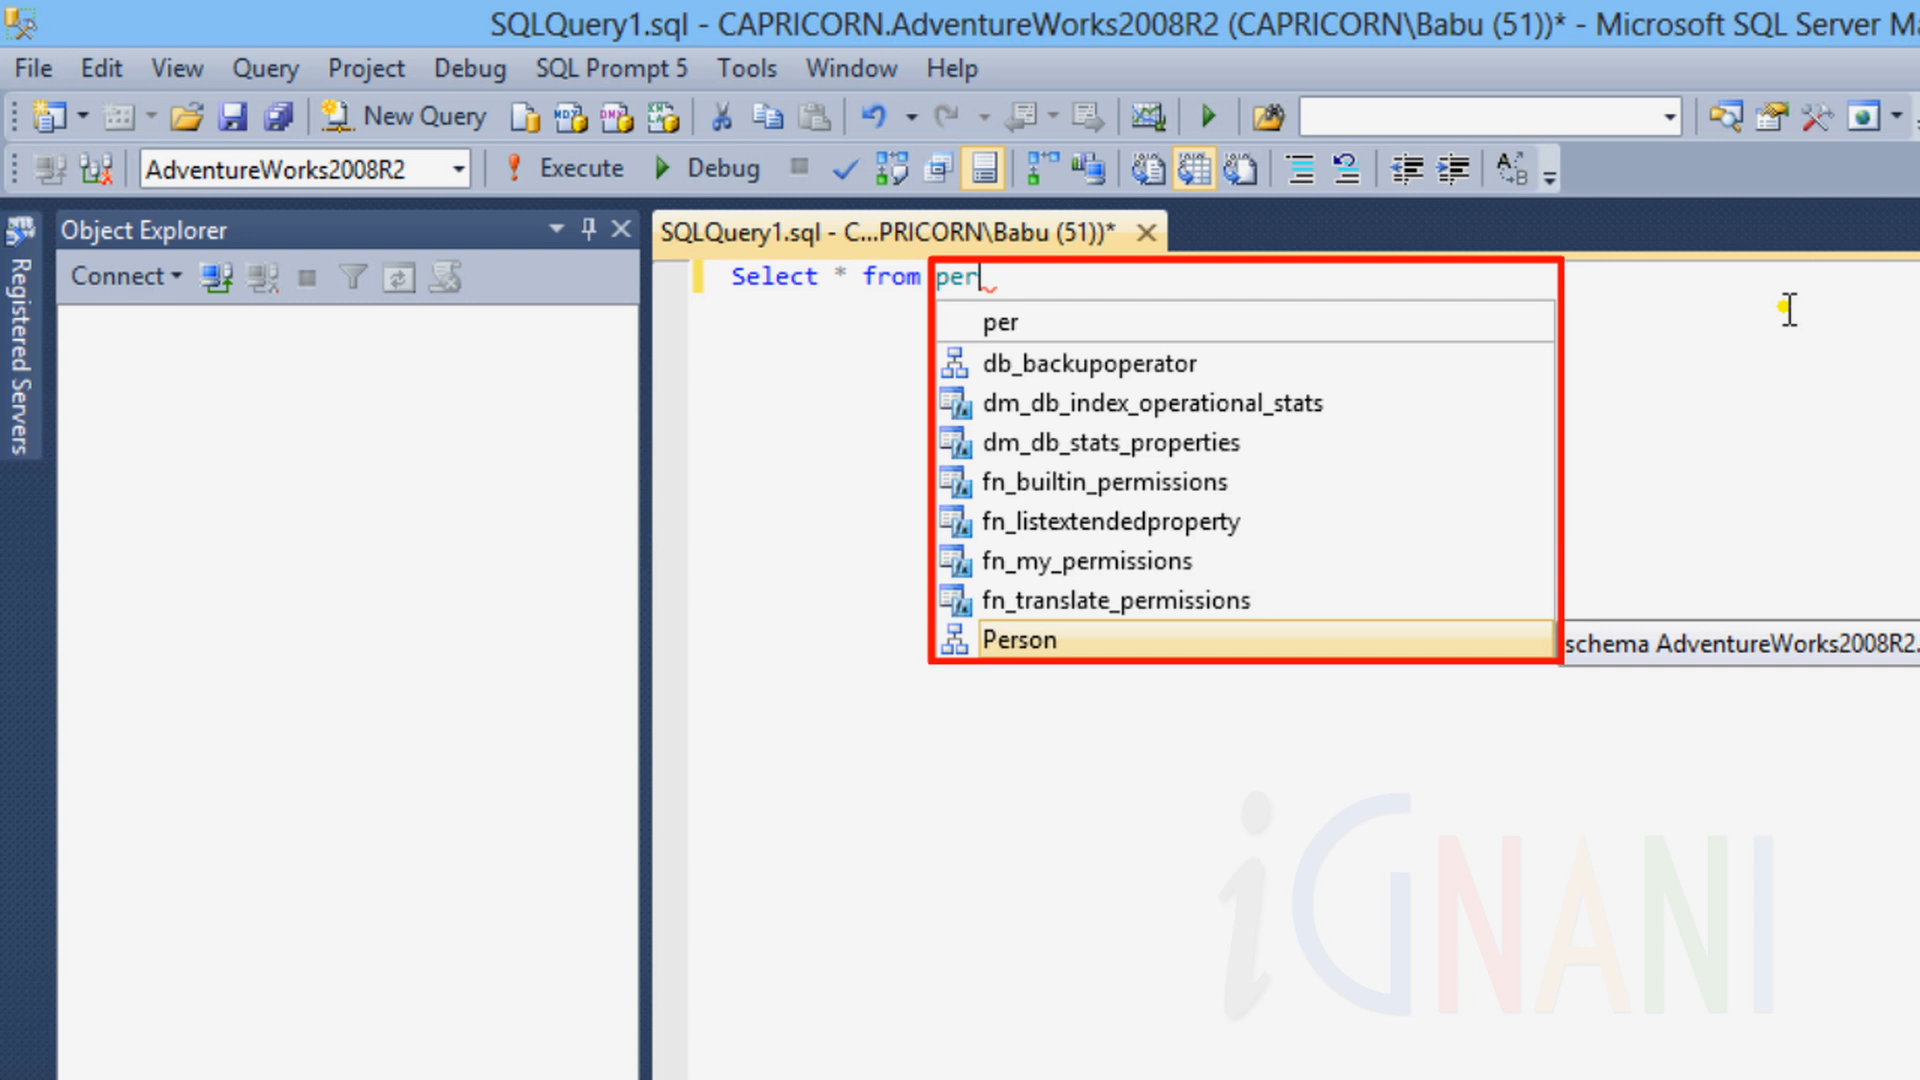 SQLQuery1.sql - CAPRICORN.AdventureWorks2008R2 (CAPRICORN\Babu (51))* - Microsoft SQL Server Ma
File Edit View Query Project Debug SQL Prompt 5 Tools Window Help
New Query
AdventureWorks2008R2 Execute Debug
Registered Servers
Object Explorer
Connect
SQLQuery1.sql - C...PRICORN\Babu (51))*
Select * from per
per
db_backupoperator
dm_db_index_operational_stats
dm_db_stats_properties
fn_builtin_permissions
fn_listextendedproperty
fn_my_permissions
fn_translate_permissions
Person
schema AdventureWorks2008R2.
iGNANI